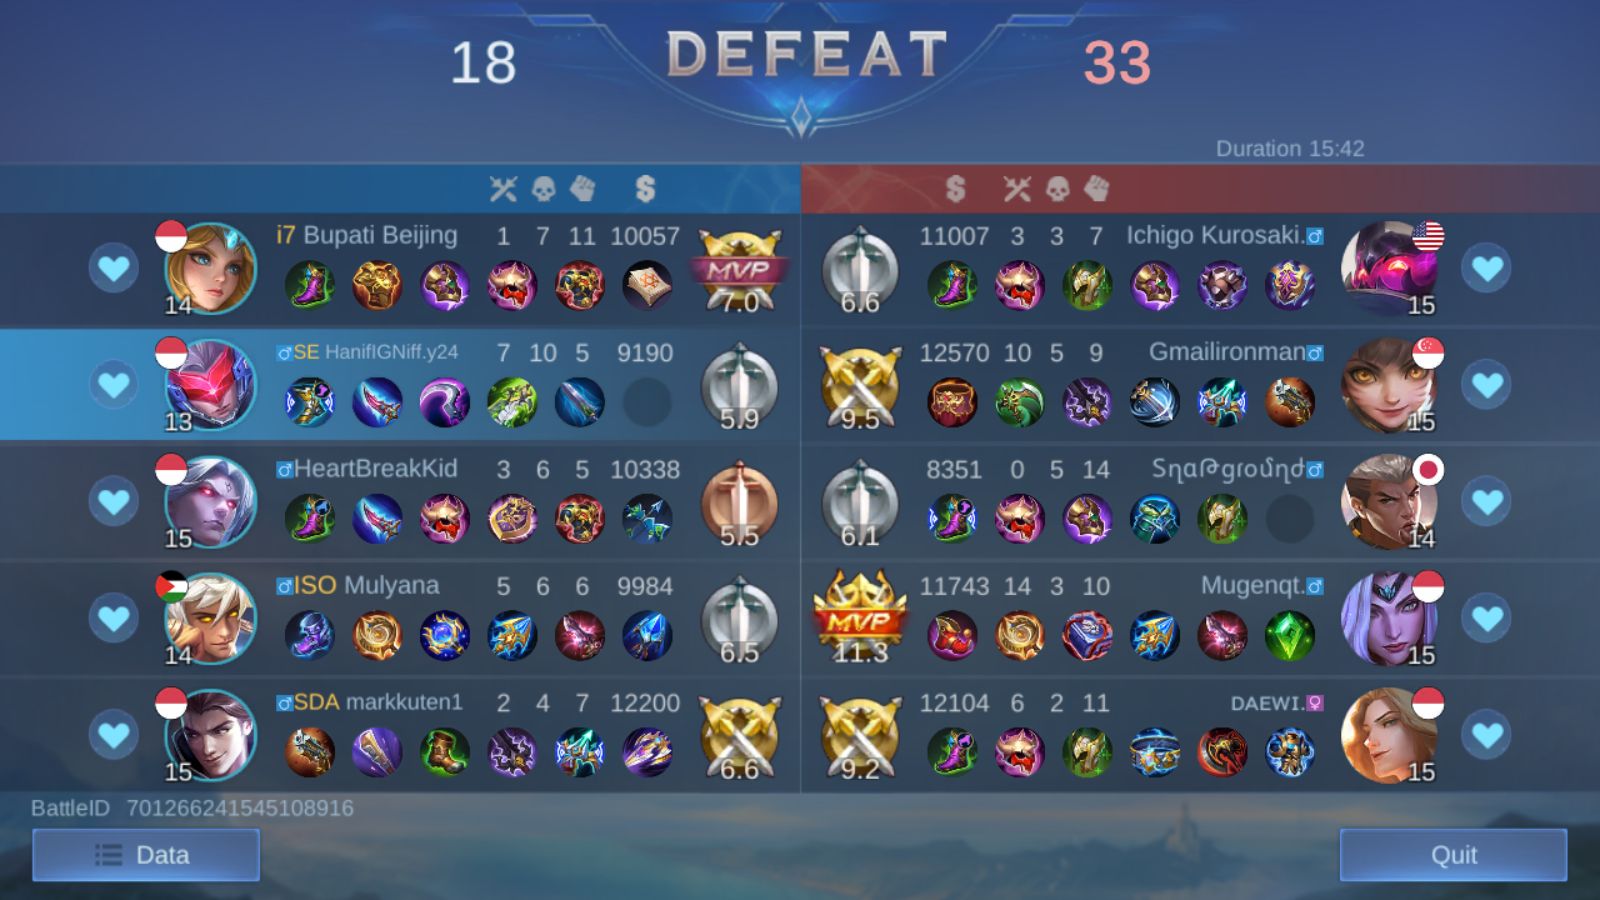 18 DEFEAT 33
Duration 15:42
i7 Bupati Beijing 1 7 11 10057 MVP 7.0 14
6.6 11007 3 3 7 Ichigo Kurosaki. 15
SE HanifIGNiff.y24 7 10 5 9190 5.9 13
9.5 12570 10 5 9 Gmailironman 15
HeartBreakKid 3 6 5 10338 5.5 15
6.1 8351 0 5 14 14
ISO Mulyana 5 6 6 9984 6.5 14
MVP 11.3 11743 14 3 10 Mugenqt. 15
SDA markkuten1 2 4 7 12200 6.6 15
9.2 12104 6 2 11 DAEWI. 15
BattleID 701266241545108916
Data
Quit